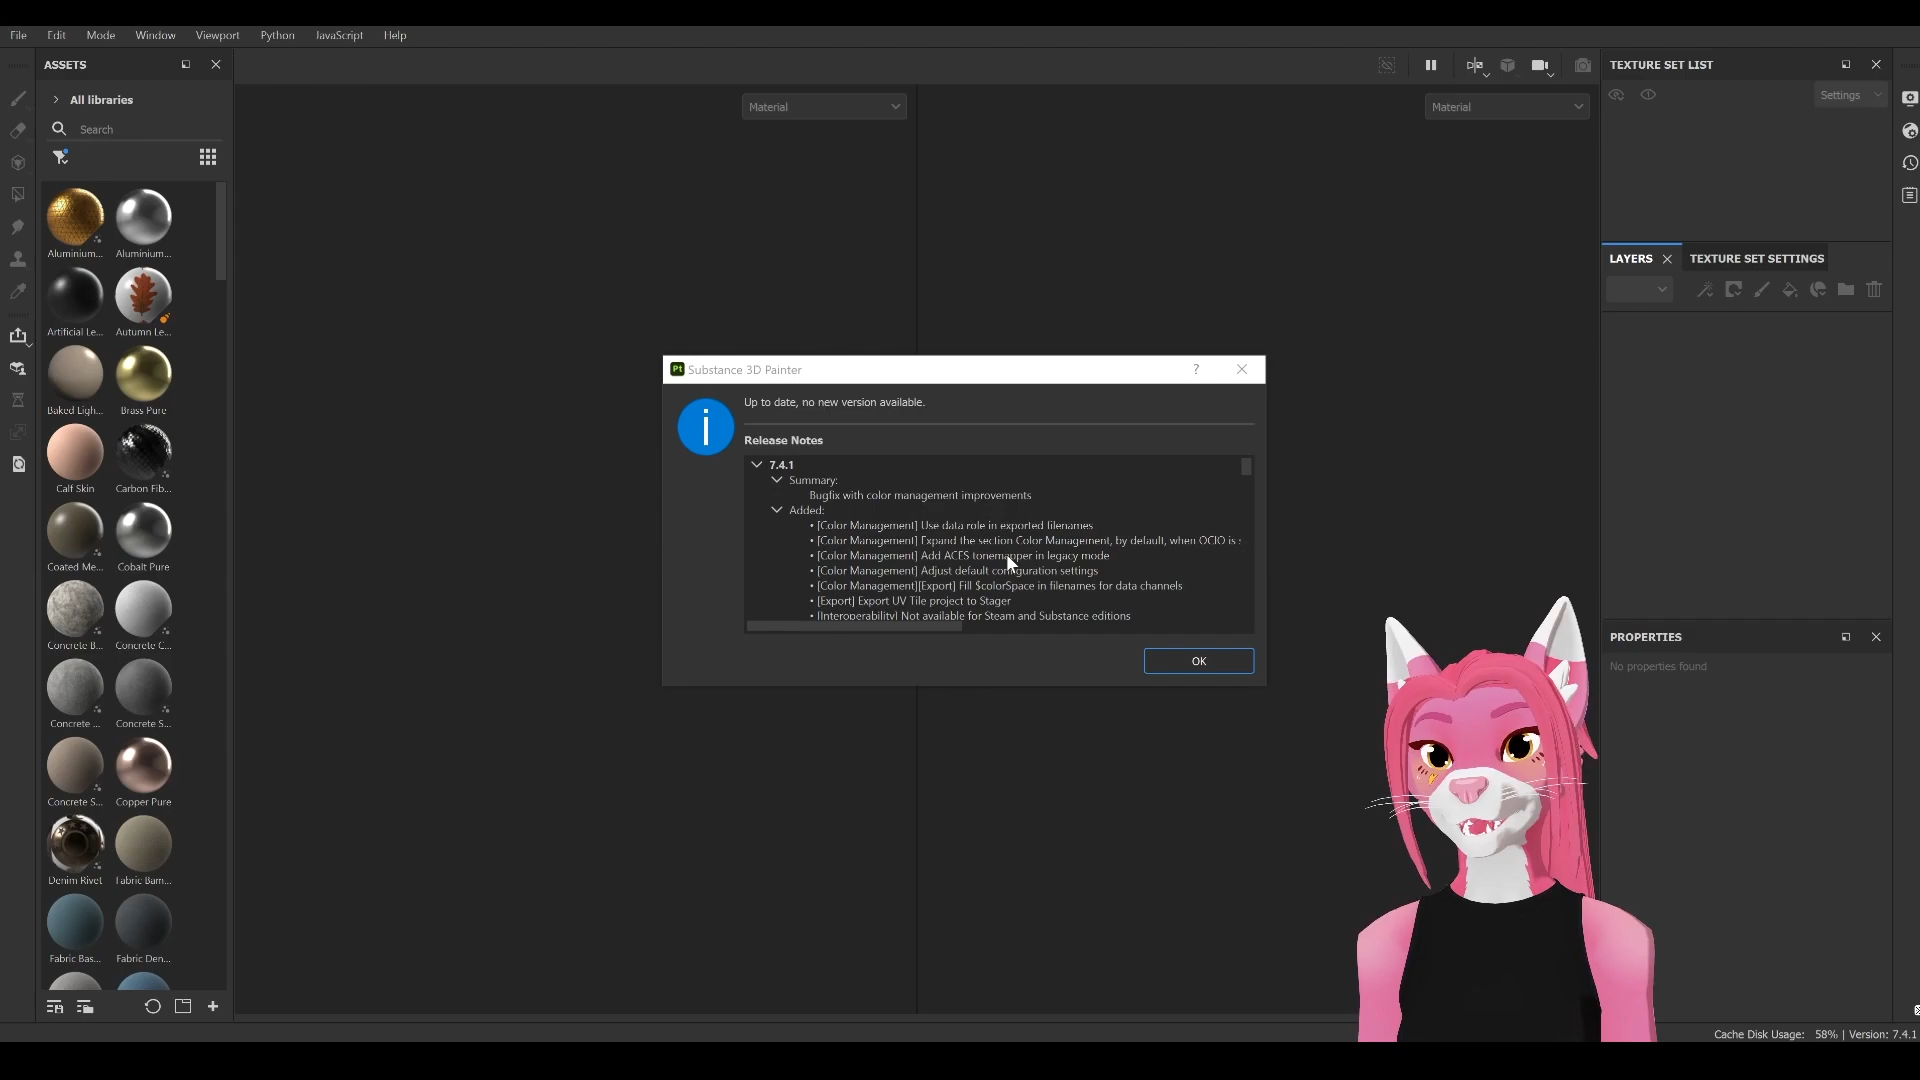 File Edit Mode Window Viewport Python JavaScript Help
ASSETS
All libraries
Search
Aluminium... Aluminium...
Artificial Le... Autumn Le...
Baked Ligh... Brass Pure
Calf Skin Carbon Fib...
Coated Me... Cobalt Pure
Concrete B... Concrete C...
Concrete ... Concrete S...
Concrete S... Copper Pure
Denim Rivet Fabric Bam...
Fabric Bas... Fabric Den...
Material
Material
Pt Substance 3D Painter ?
Up to date, no new version available.
Release Notes
7.4.1
Summary:
Bugfix with color management improvements
Added:
• [Color Management] Use data role in exported filenames
• [Color Management] Expand the section Color Management, by default, when OCIO is
• [Color Management] Add ACES tonemapper in legacy mode
• [Color Management] Adjust default configuration settings
• [Color Management][Export] Fill $colorSpace in filenames for data channels
• [Export] Export UV Tile project to Stager
• [Interoperability] Not available for Steam and Substance editions
OK
TEXTURE SET LIST
Settings
LAYERS TEXTURE SET SETTINGS
PROPERTIES
No properties found
Cache Disk Usage: 58% | Version: 7.4.1